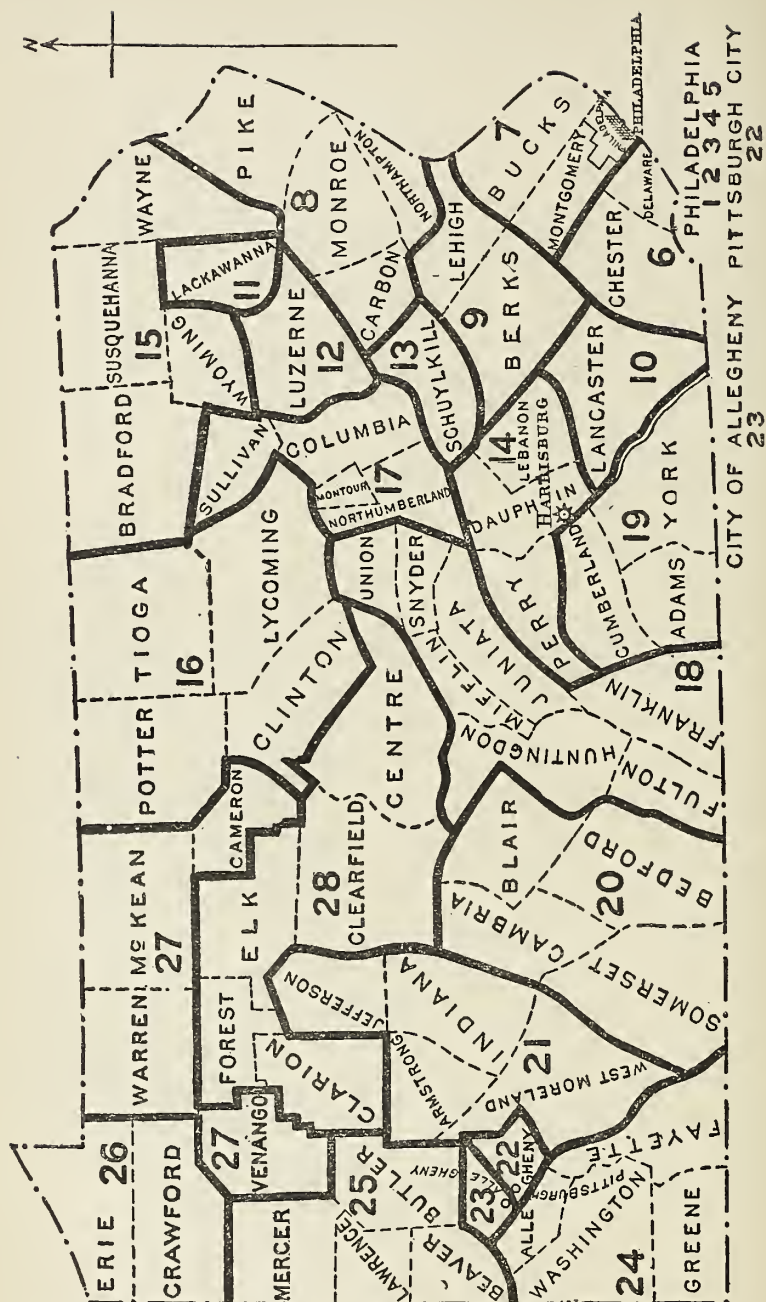 N
ERIE
26
CRAWFORD
WARREN
McKEAN
27
POTTER
TIOGA
16
BRADFORD
SUSQUEHANNA
15
WAYNE
PIKE
27
VENANGO
FOREST
ELK
CAMERON
CLINTON
LYCOMING
SULLIVAN
WYOMING
LACKAWANNA
11
MERCER
CLARION
JEFFERSON
28
CLEARFIELD
CENTRE
UNION
MONTOUR
COLUMBIA
17
NORTHUMBERLAND
LUZERNE
12
8
MONROE
CARBON
NORTHAMPTON
LAWRENCE
25
BUTLER
BEAVER
ARMSTRONG
INDIANA
CAMBRIA
BLAIR
HUNTINGDON
MIFFLIN
SNYDER
JUNIATA
PERRY
DAUPHIN
14
LEBANON
HARRISBURG
SCHUYLKILL
13
LEHIGH
9
BERKS
7
BUCKS
MONTGOMERY
23
22
ALLEGHENY
ALLEGHENY
PITTSBURGH
21
WEST MORELAND
WASHINGTON
24
GREENE
FAYETTE
SOMERSET
20
BEDFORD
FULTON
FRANKLIN
18
CUMBERLAND
ADAMS
19
YORK
LANCASTER
10
CHESTER
6
DELAWARE
PHILADELPHIA
PHILADELPHIA
PHILADELPHIA
1 2 3 4 5
CITY OF ALLEGHENY PITTSBURGH CITY
23 22